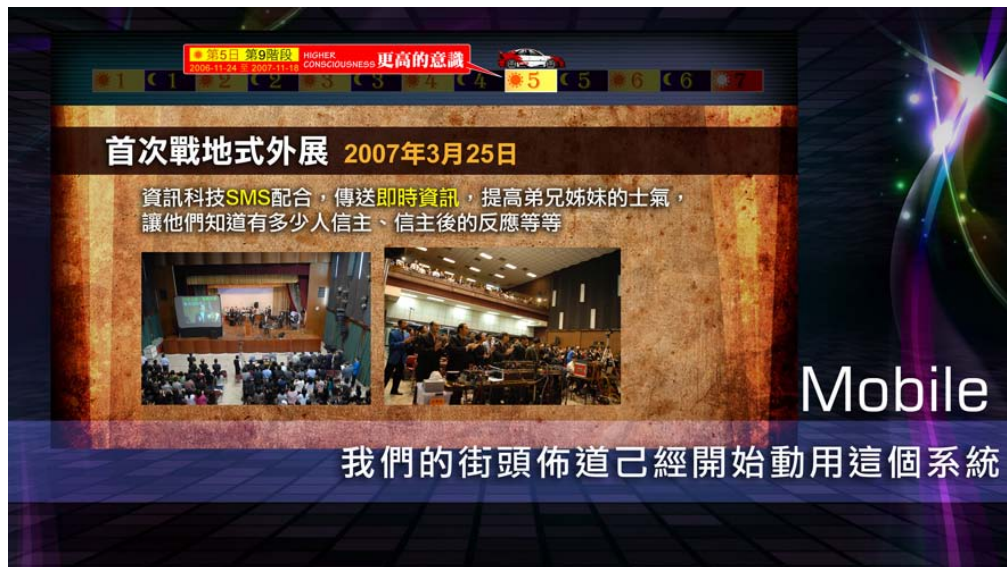 第5日 第9階段
2006-11-24 至 2007-11-18
HIGHER
CONSCIOUSNESS
更高的意識
1 1 2 2 3 3 4 4 5 5 6 6 7
首次戰地式外展 2007年3月25日
資訊科技SMS配合,傳送即時資訊,提高弟兄姊妹的士氣,
讓他們知道有多少人信主、信主後的反應等等
Mobile
我們的街頭佈道己經開始動用這個系統